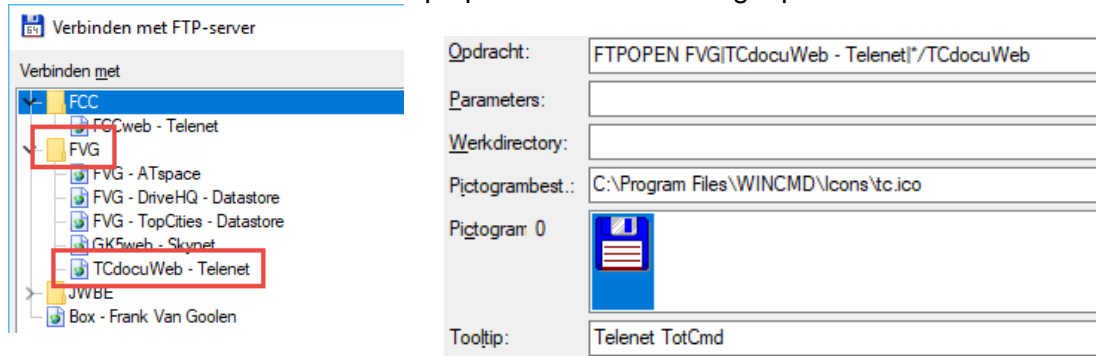 Verbinden met FTP-server
Verbinden met
FCC
FCCweb - Telenet
FVG
FVG - ATspace
FVG - DriveHQ - Datastore
FVG - TopCities - Datastore
GK5web - Skynet
TCdocuWeb - Telenet
JWBE
Box - Frank Van Goolen
Opdracht: FTPOPEN FVG|TCdocuWeb - Telenet|*/TCdocuWeb
Parameters:
Werkdirectory:
Pictogrambest.: C:\Program Files\WINCMD\Icons\tc.ico
Pictogram 0
Tooltip: Telenet TotCmd